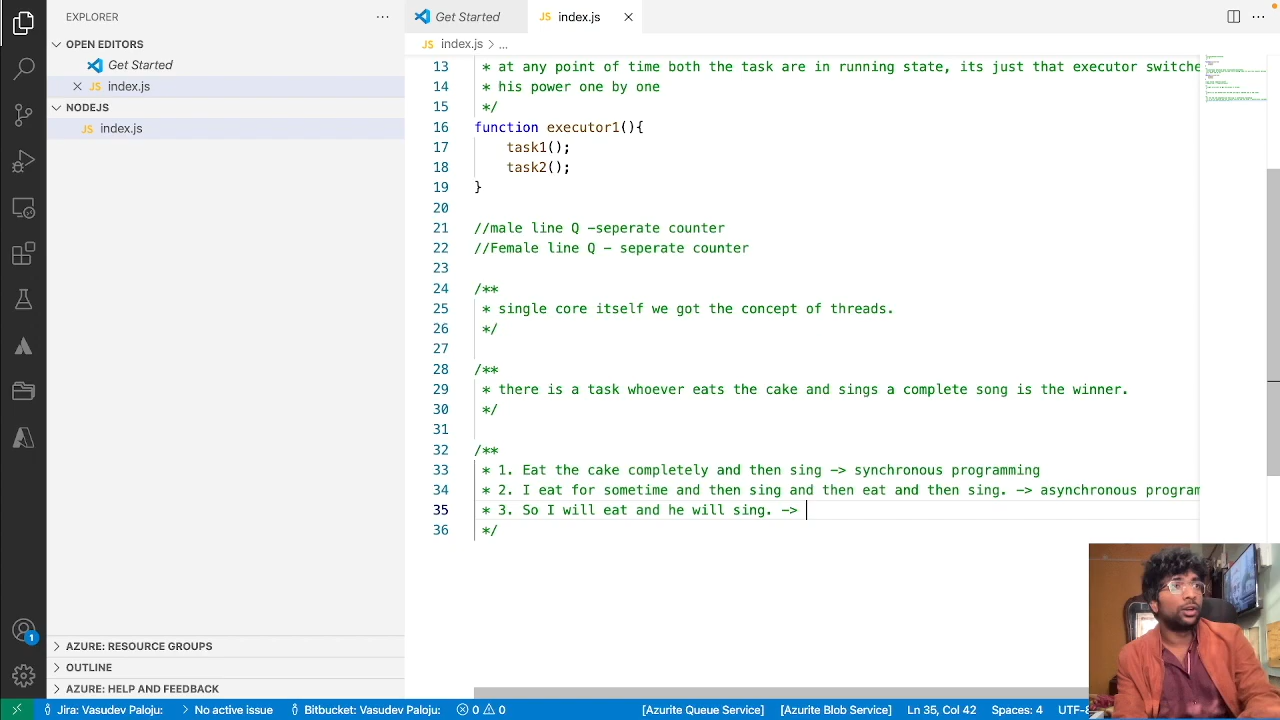 EXPLORER
Get Started
JS index.js
JS index.js > ...
OPEN EDITORS
Get Started
JS index.js
NODEJS
JS index.js
13 * at any point of time both the task are in running state, its just that executor switche
14 * his power one by one
15 */
16 function executor1(){
17 task1();
18 task2();
19 }
20
21 //male line Q -seperate counter
22 //Female line Q - seperate counter
23
24 /**
25 * single core itself we got the concept of threads.
26 */
27
28 /**
29 * there is a task whoever eats the cake and sings a complete song is the winner.
30 */
31
32 /**
33 * 1. Eat the cake completely and then sing -> synchronous programming
34 * 2. I eat for sometime and then sing and then eat and then sing. -> asynchronous program
35 * 3. So I will eat and he will sing. ->
36 */
1
AZURE: RESOURCE GROUPS
OUTLINE
AZURE: HELP AND FEEDBACK
Jira: Vasudev Paloju: > No active issue Bitbucket: Vasudev Paloju: 0 0 [Azurite Queue Service] [Azurite Blob Service] Ln 35, Col 42 Spaces: 4 UTF-8